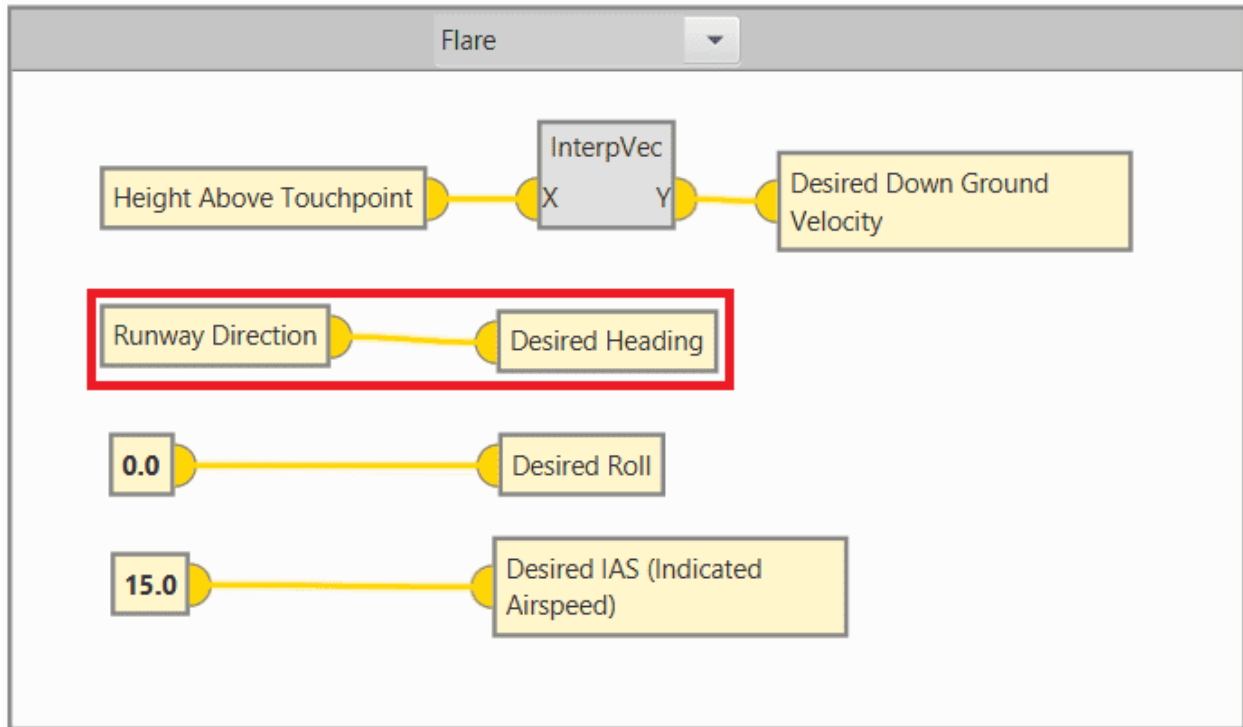 Flare
InterpVec
Height Above Touchpoint
X
Y
Desired Down Ground
Velocity
Runway Direction
Desired Heading
0.0
Desired Roll
15.0
Desired IAS (Indicated
Airspeed)